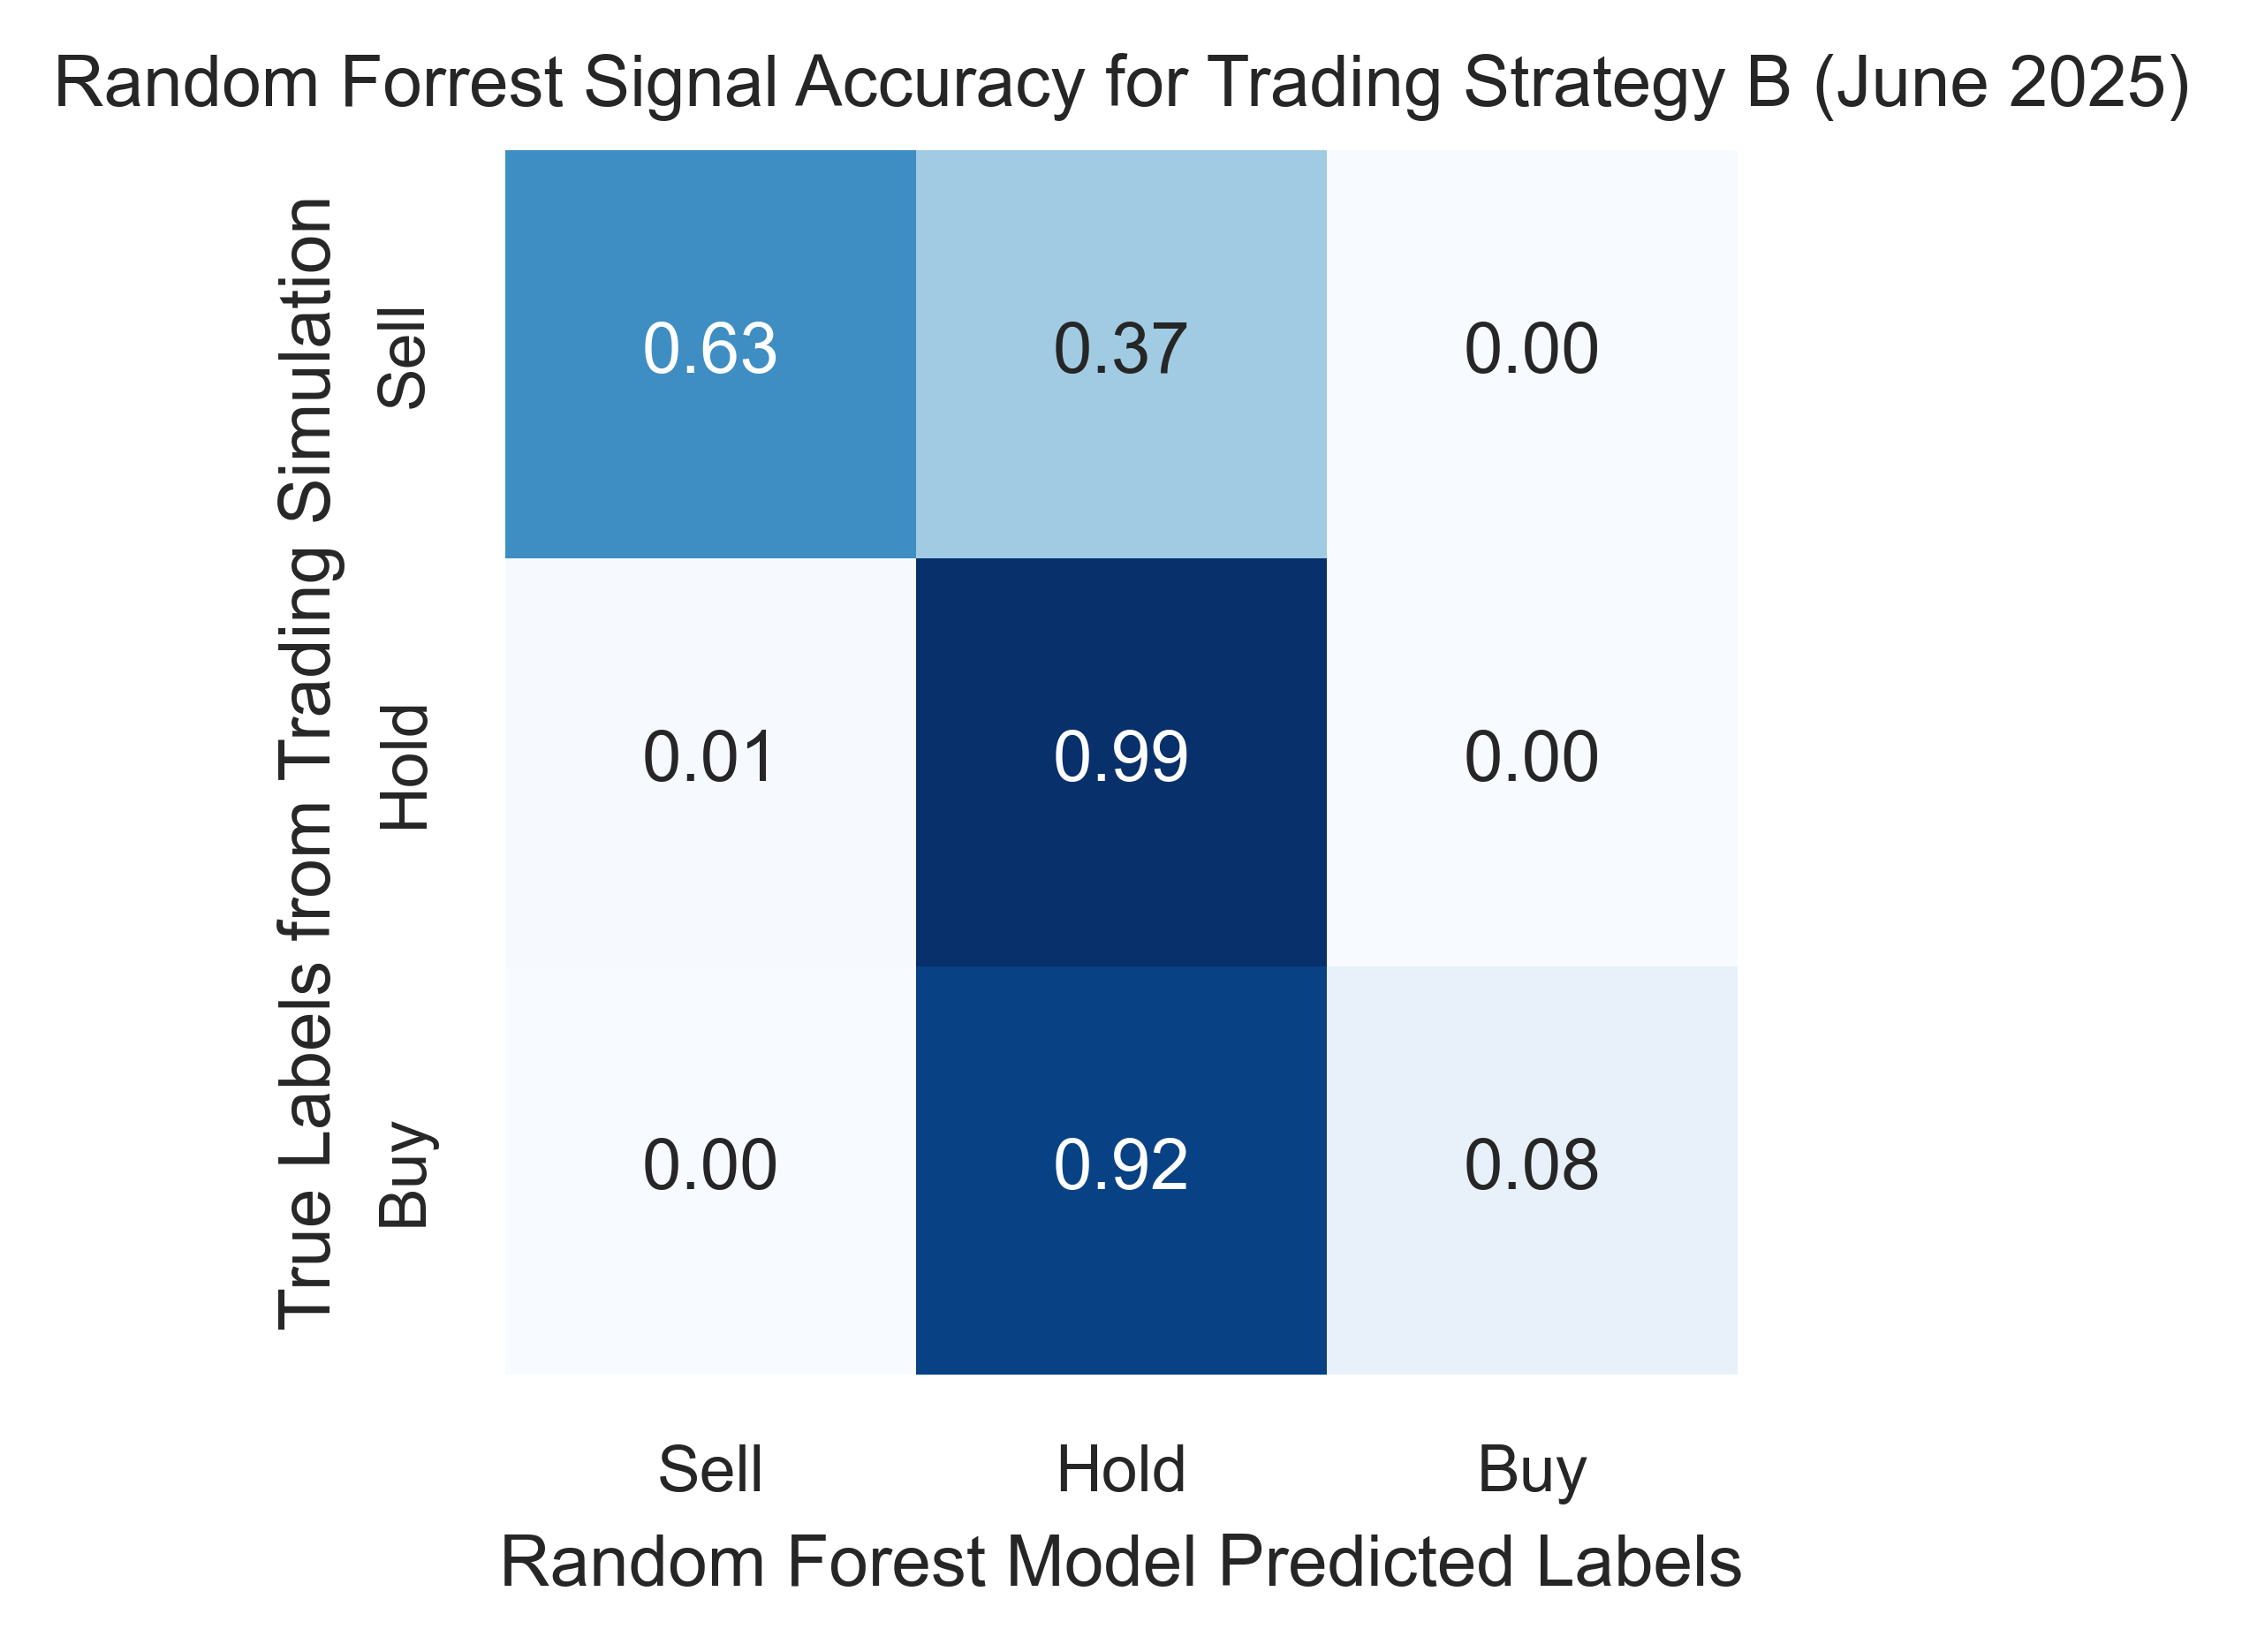 Random Forrest Signal Accuracy for Trading Strategy B (June 2025)
True Labels from Trading Simulation
Sell
0.63 0.37 0.00
Hold
0.01 0.99 0.00
Buy
0.00 0.92 0.08
Sell Hold Buy
Random Forest Model Predicted Labels